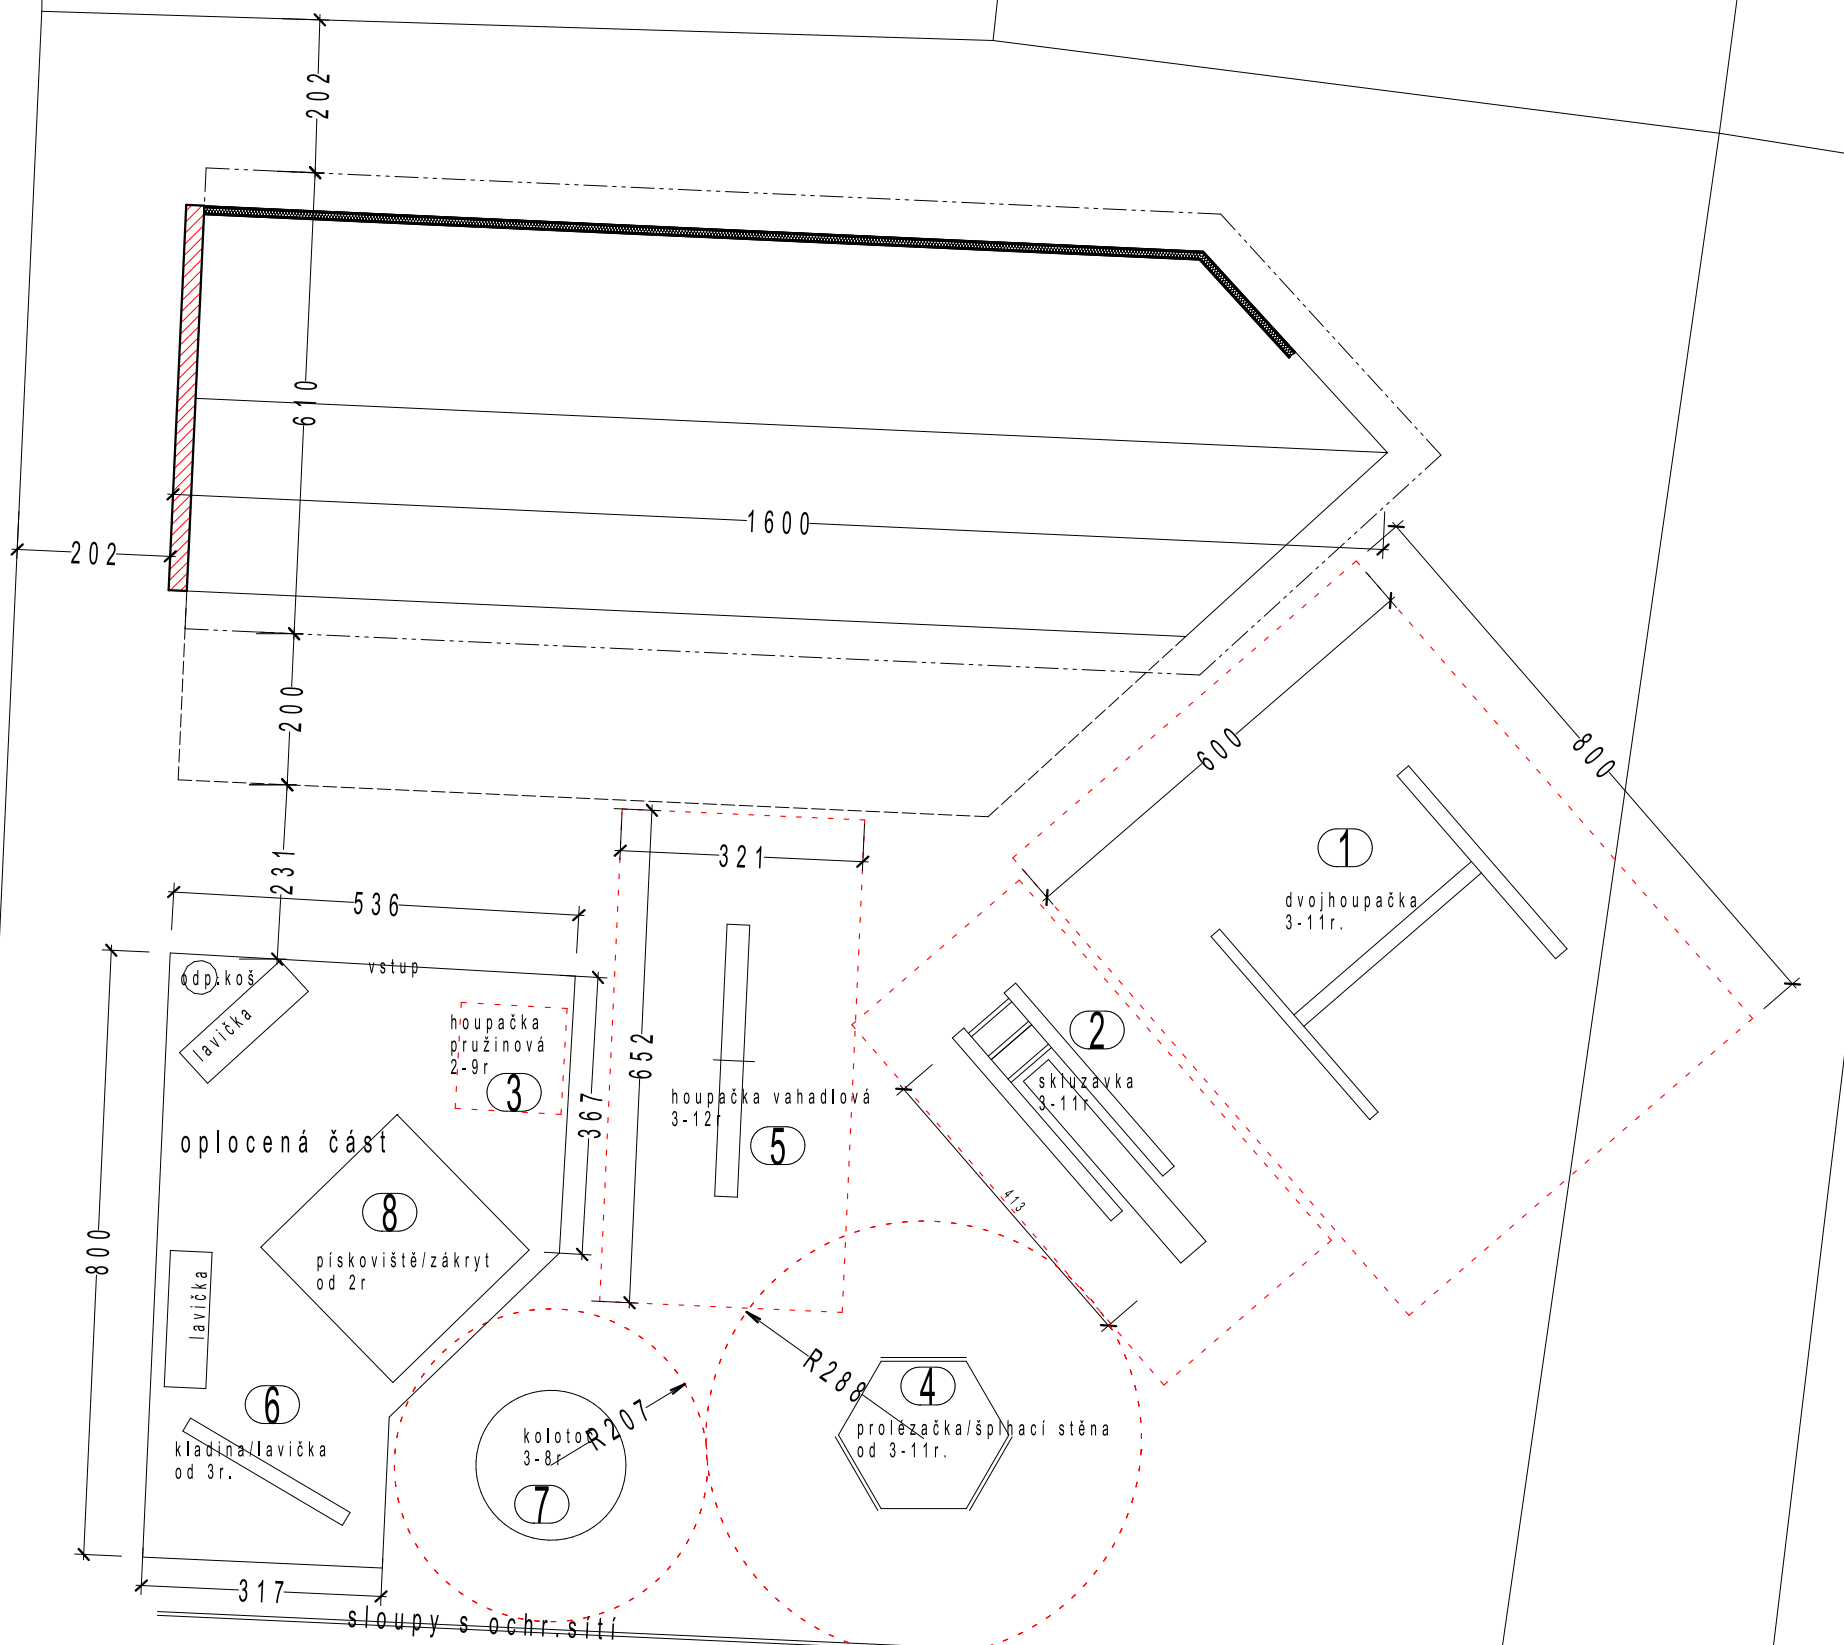 202
610
1600
202
200
600
800
231
321
536
1
dvojhoupačka
3-11r.
odp.koš
vstup
lavička
houpačka
pružinová
2-9r
3
652
367
2
skluzavka
3-11r
houpačka vahadlová
3-12r
5
oplocená část
8
pískoviště/zákryt
od 2r
800
lavička
413
R288
R207
4
prolézačka/šplhací stěna
od 3-11r.
6
kladina/lavička
od 3r.
3-8r
7
317
sloupy s ochr.sítí